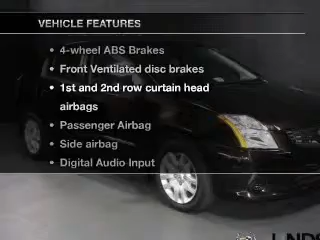 VEHICLE FEATURES
• 4-wheel ABS Brakes
• Front Ventilated disc brakes
• 1st and 2nd row curtain head
airbags
• Passenger Airbag
• Side airbag
• Digital Audio Input